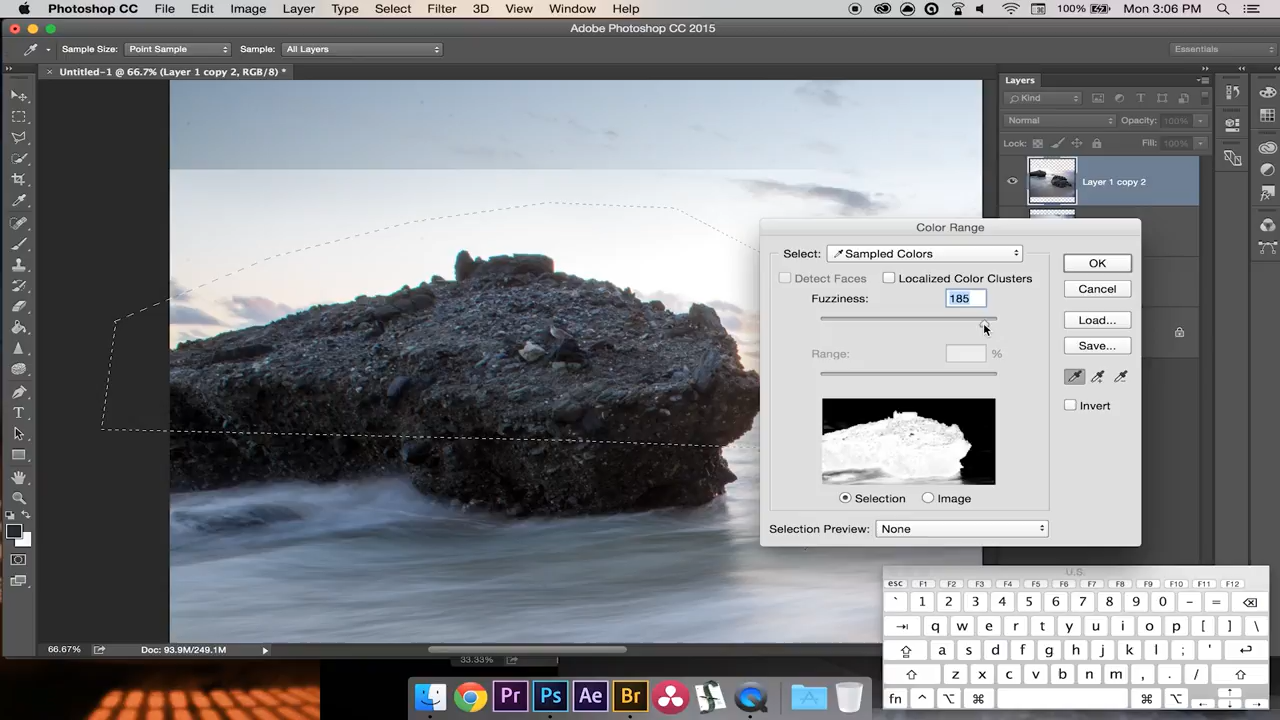 Photoshop CC File Edit Image Layer Type Select Filter 3D View Window Help 100% Mon 3:06 PM
Adobe Photoshop CC 2015
Sample Size: Point Sample Sample: All Layers Essentials
× Untitled-1 @ 66.7% (Layer 1 copy 2, RGB/8) *
Layers
Kind
Normal Opacity: 100%
Lock: Fill: 100%
Layer 1 copy 2
Color Range
Select: Sampled Colors
Detect Faces Localized Color Clusters
Fuzziness: 185
Range: %
Selection Image
Selection Preview: None
OK
Cancel
Load...
Save...
Invert
66.67% Doc: 93.9M/249.1M
33.33%
U.S.
esc F1 F2 F3 F4 F5 F6 F7 F8 F9 F10 F11 F12
` 1 2 3 4 5 6 7 8 9 0 - =
q w e r t y u i o p [ ] \
a s d f g h j k l ; '
z x c v b n m , . /
fn
Pr Ps Ae Br